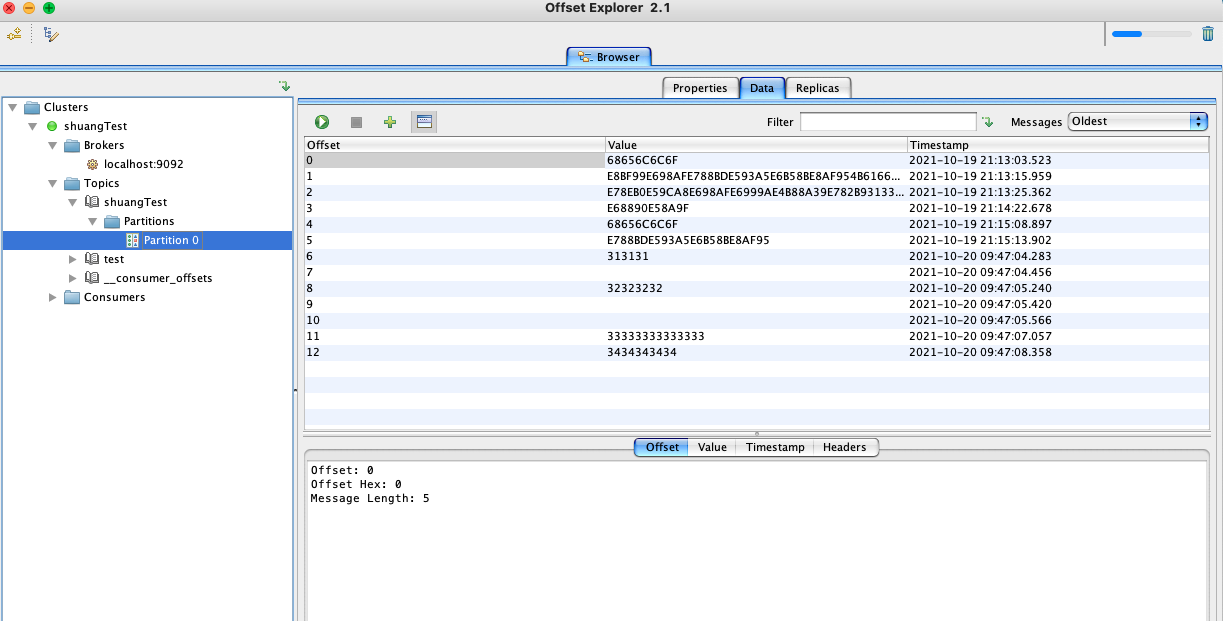 Offset Explorer 2.1
Browser
Clusters
shuangTest
Brokers
localhost:9092
Topics
shuangTest
Partitions
Partition 0
test
__consumer_offsets
Consumers
Properties Data Replicas
Filter Messages Oldest
Offset Value Timestamp
0 68656C6C6F 2021-10-19 21:13:03.523
1 E8BF99E698AFE788BDE593A5E6B58BE8AF954B6166... 2021-10-19 21:13:15.959
2 E78EB0E59CA8E698AFE6999AE4B88A39E782B93133... 2021-10-19 21:13:25.362
3 E68890E58A9F 2021-10-19 21:14:22.678
4 68656C6C6F 2021-10-19 21:15:08.897
5 E788BDE593A5E6B58BE8AF95 2021-10-19 21:15:13.902
6 313131 2021-10-20 09:47:04.283
7 2021-10-20 09:47:04.456
8 32323232 2021-10-20 09:47:05.240
9 2021-10-20 09:47:05.420
10 2021-10-20 09:47:05.566
11 33333333333333 2021-10-20 09:47:07.057
12 3434343434 2021-10-20 09:47:08.358
Offset Value Timestamp Headers
Offset: 0
Offset Hex: 0
Message Length: 5